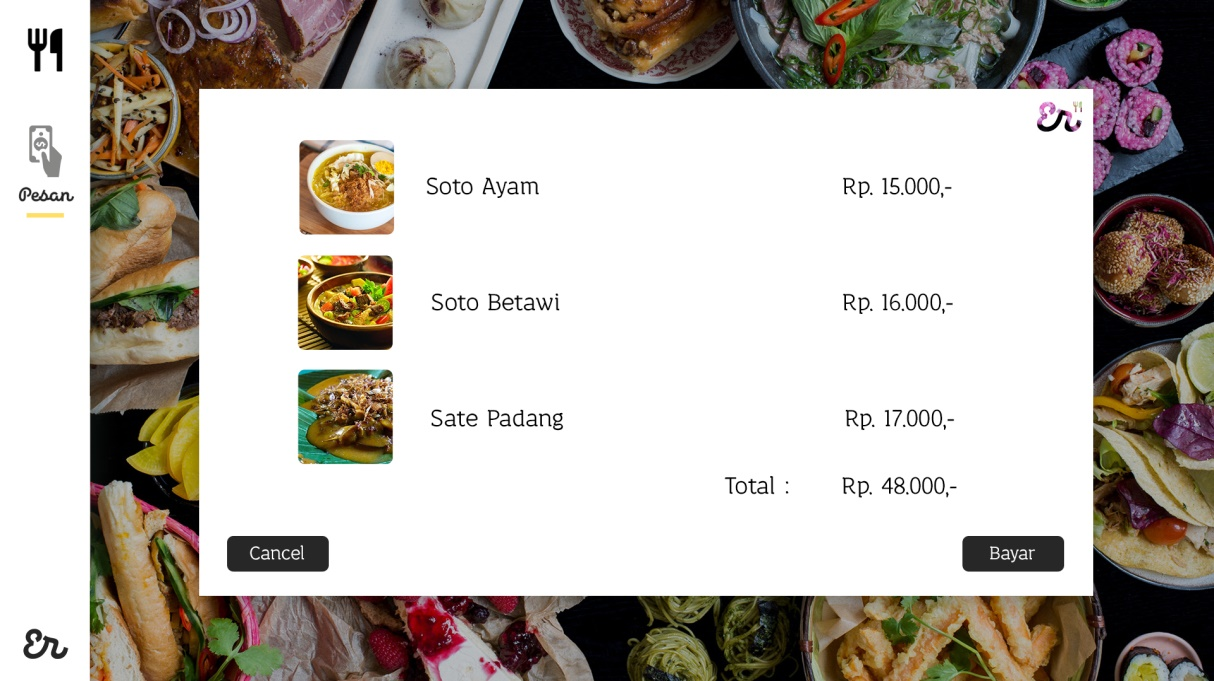 Er
Pesan
Soto Ayam Rp. 15.000,-
Soto Betawi Rp. 16.000,-
Sate Padang Rp. 17.000,-
Total : Rp. 48.000,-
Cancel Bayar
Er